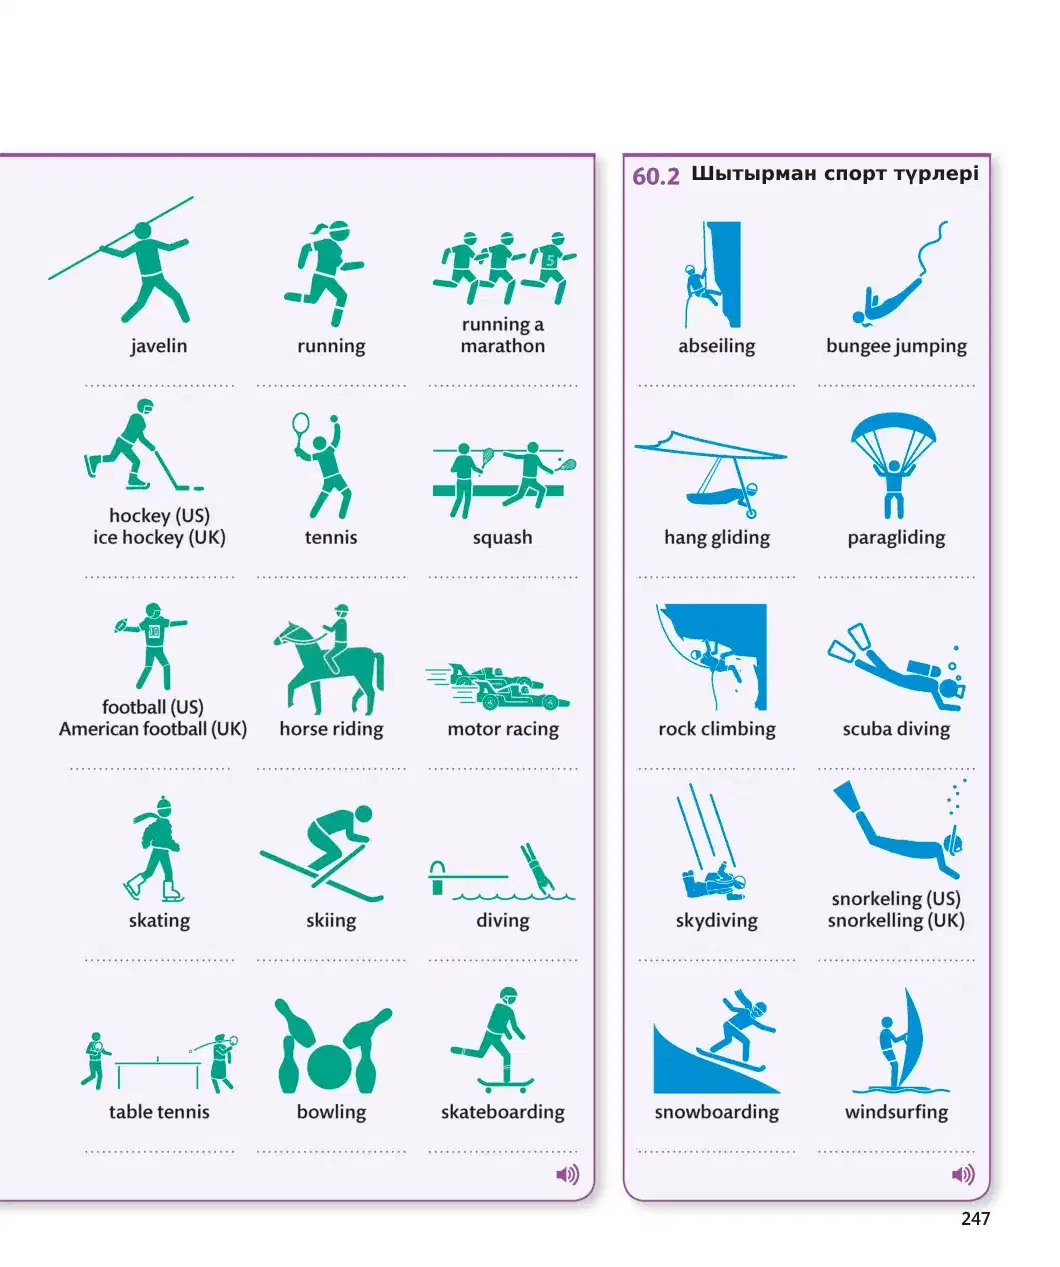 javelin
running
running a
marathon
hockey (US)
ice hockey (UK)
tennis
squash
football (US)
American football (UK)
horse riding
motor racing
skating
skiing
diving
table tennis
bowling
skateboarding
60.2 Шытырман спорт түрлері
abseiling
bungee jumping
hang gliding
paragliding
rock climbing
scuba diving
skydiving
snorkeling (US)
snorkelling (UK)
snowboarding
windsurfing
247